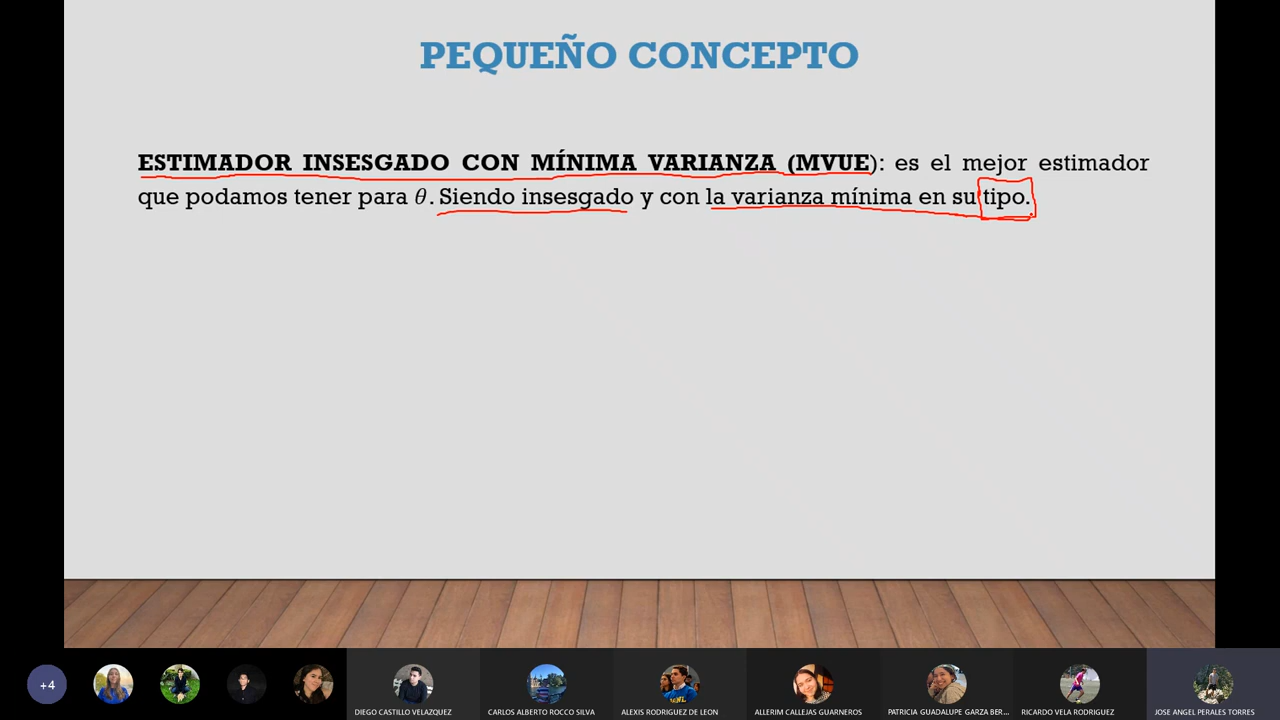 PEQUEÑO CONCEPTO
ESTIMADOR INSESGADO CON MÍNIMA VARIANZA (MVUE): es el mejor estimador
que podamos tener para θ. Siendo insesgado y con la varianza mínima en su tipo.
+4
DIEGO CASTILLO VELAZQUEZ
CARLOS ALBERTO ROCCO SILVA
ALEXIS RODRIGUEZ DE LEON
ALLERIM CALLEJAS GUARNEROS
PATRICIA GUADALUPE GARZA BER...
RICARDO VELA RODRIGUEZ
JOSE ANGEL PERALES TORRES